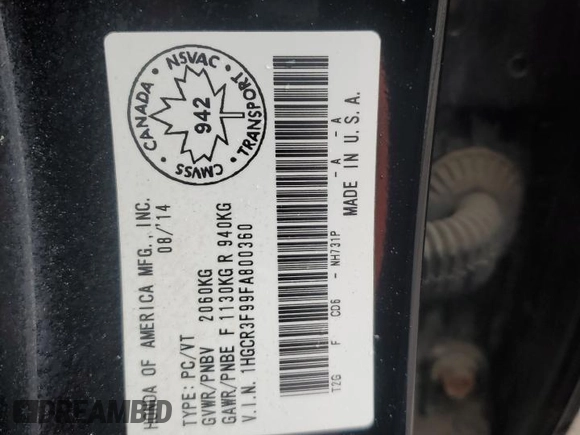 HONDA OF AMERICA MFG., INC.
08/'14
TYPE: PC/VT
GVWR/PNBV 2060KG
GAWR/PNBE F 1130KG R 940KG
V.I.N. 1HGCR3F99FA800360
CANADA NSVAC
942
CMVSS TRANSPORT
T2G F CD6 - NH731P - A - A
MADE IN U.S.A.
DREAMBID